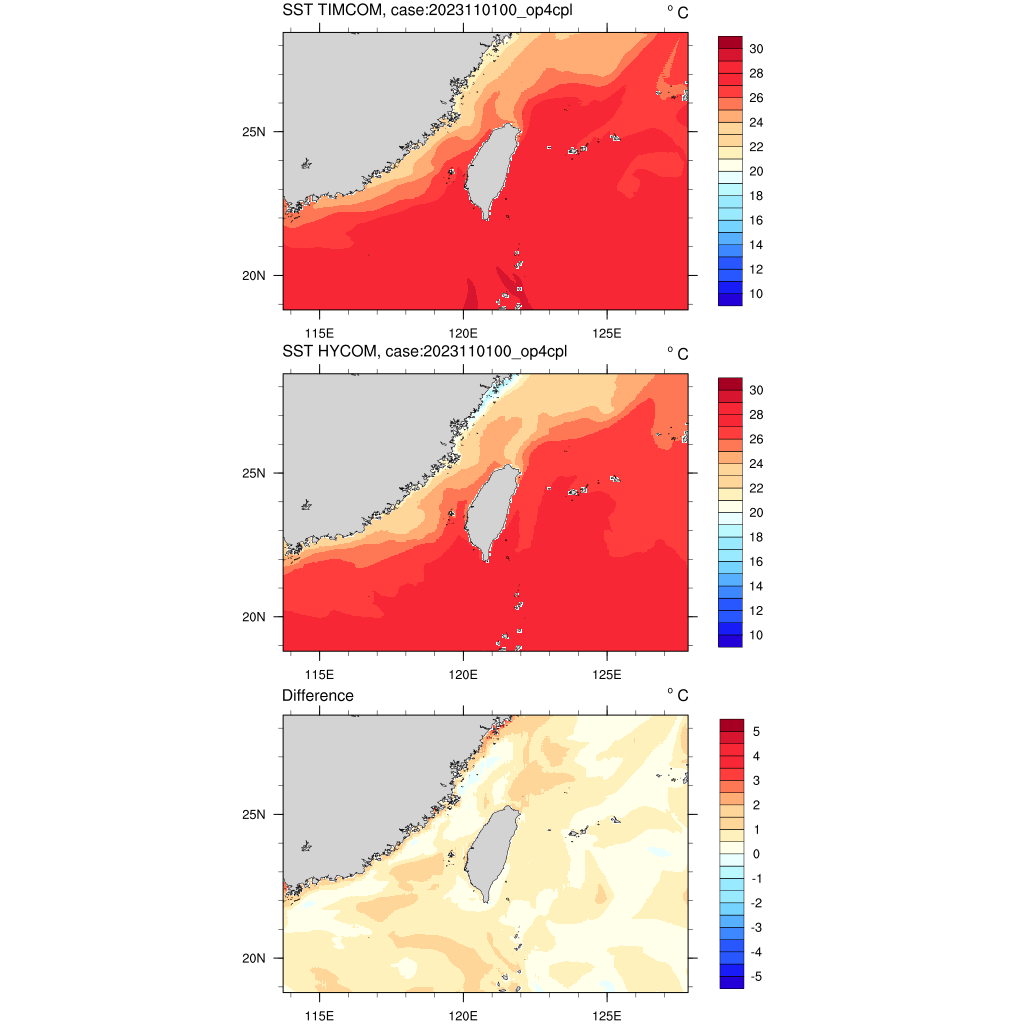 SST TIMCOM, case:2023110100_op4cpl
° C
30
28
26
24
22
20
18
16
14
12
10
25N
20N
115E
120E
125E
SST HYCOM, case:2023110100_op4cpl
° C
30
28
26
24
22
20
18
16
14
12
10
25N
20N
115E
120E
125E
Difference
° C
5
4
3
2
1
0
-1
-2
-3
-4
-5
25N
20N
115E
120E
125E